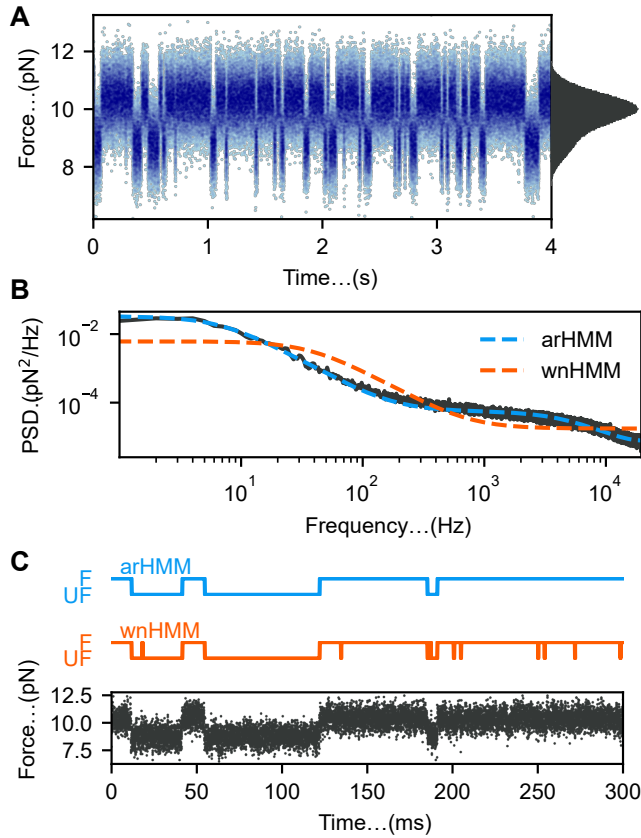 A
Force…(pN)
12
10
8
0 1 2 3 4
Time…(s)
B
PSD.(pN²/Hz)
10⁻²
10⁻⁴
arHMM
wnHMM
10¹ 10² 10³ 10⁴
Frequency…(Hz)
C
F
UF
arHMM
F
UF
wnHMM
Force…(pN)
12.5
10.0
7.5
0 50 100 150 200 250 300
Time…(ms)